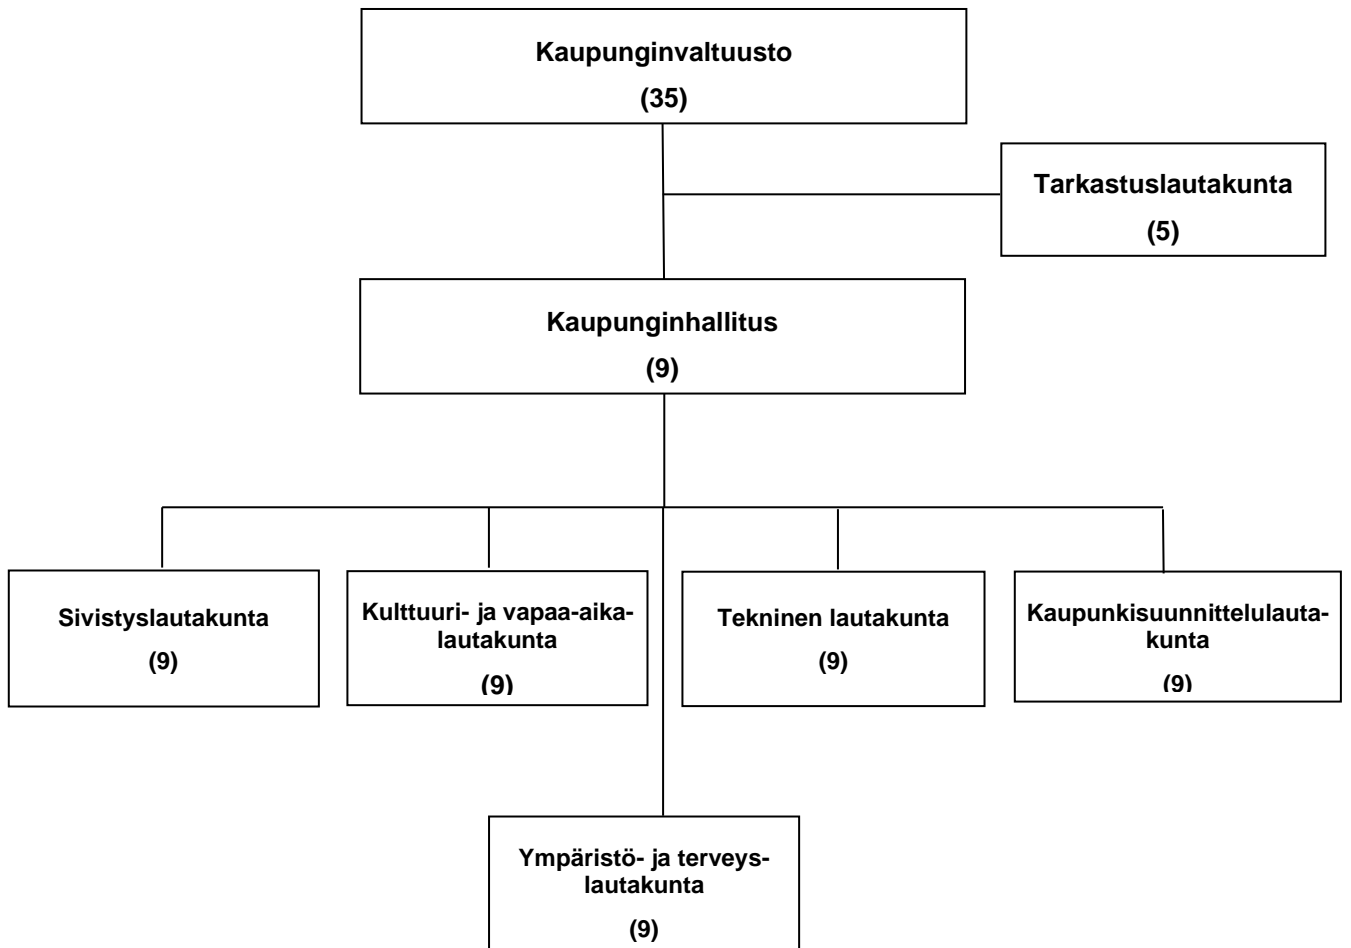 Kaupunginvaltuusto
(35)
Tarkastuslautakunta
(5)
Kaupunginhallitus
(9)
Sivistyslautakunta
(9)
Kulttuuri- ja vapaa-aika-
lautakunta
(9)
Tekninen lautakunta
(9)
Kaupunkisuunnittelulauta-
kunta
(9)
Ympäristö- ja terveys-
lautakunta
(9)